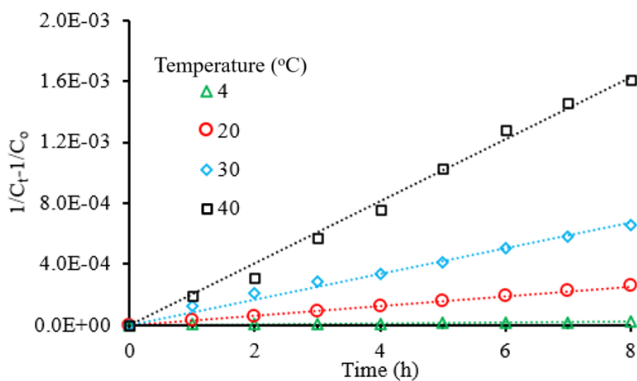 2.0E-03
1.6E-03
1.2E-03
8.0E-04
4.0E-04
0.0E+00
1/Ct-1/Co
Temperature (°C)
4
20
30
40
0 2 4 6 8
Time (h)